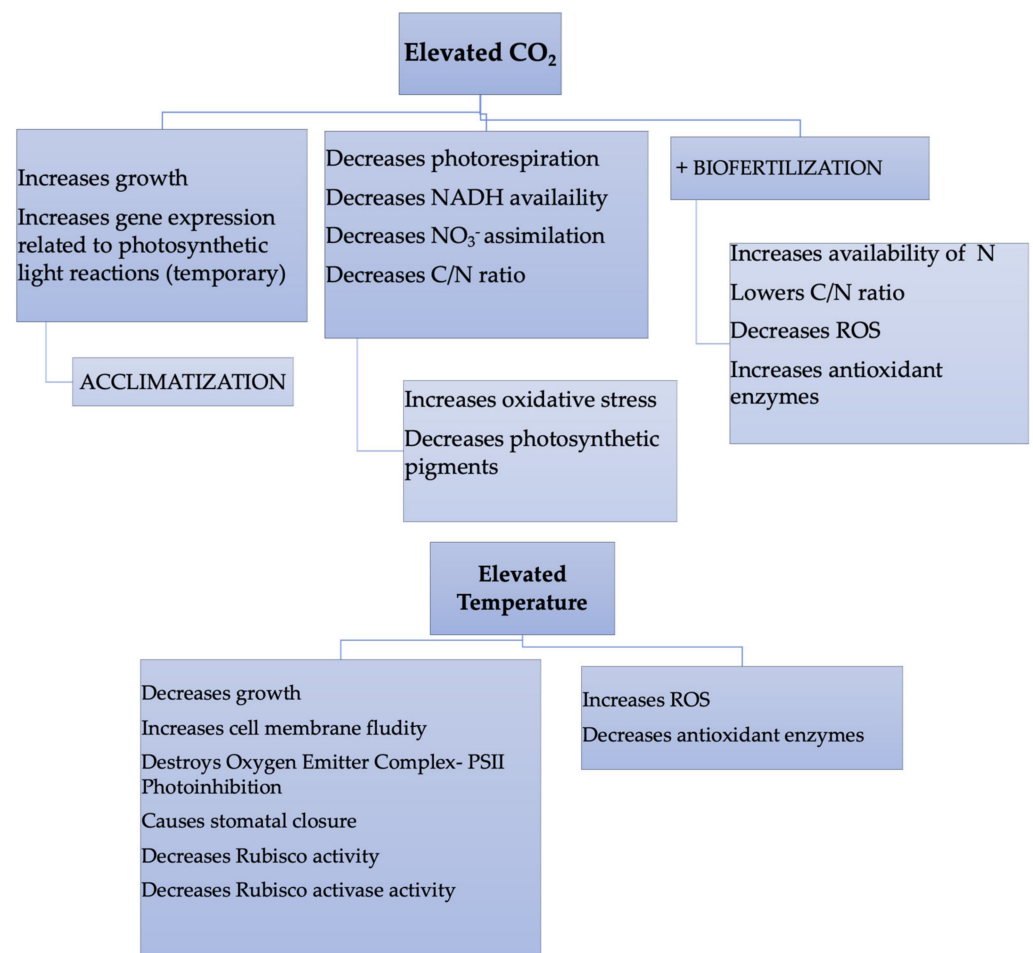 Elevated CO₂
Increases growth
Increases gene expression
related to photosynthetic
light reactions (temporary)
ACCLIMATIZATION
Decreases photorespiration
Decreases NADH availaility
Decreases NO₃⁻ assimilation
Decreases C/N ratio
Increases oxidative stress
Decreases photosynthetic
pigments
+ BIOFERTILIZATION
Increases availability of N
Lowers C/N ratio
Decreases ROS
Increases antioxidant
enzymes
Elevated
Temperature
Decreases growth
Increases cell membrane fludity
Destroys Oxygen Emitter Complex- PSII
Photoinhibition
Causes stomatal closure
Decreases Rubisco activity
Decreases Rubisco activase activity
Increases ROS
Decreases antioxidant enzymes